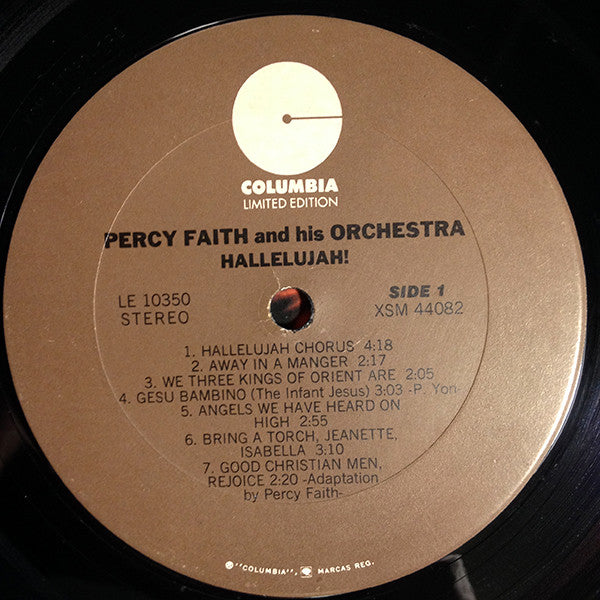 COLUMBIA
LIMITED EDITION
PERCY FAITH and his ORCHESTRA
HALLELUJAH!
LE 10350
STEREO
SIDE 1
XSM 44082
1. HALLELUJAH CHORUS 4:18
2. AWAY IN A MANGER 2:17
3. WE THREE KINGS OF ORIENT ARE 2:05
4. GESU BAMBINO (The Infant Jesus) 3:03 -P. Yon-
5. ANGELS WE HAVE HEARD ON
HIGH 2:55
6. BRING A TORCH, JEANETTE,
ISABELLA 3:10
7. GOOD CHRISTIAN MEN,
REJOICE 2:20 -Adaptation
by Percy Faith-
"COLUMBIA", MARCAS REG.